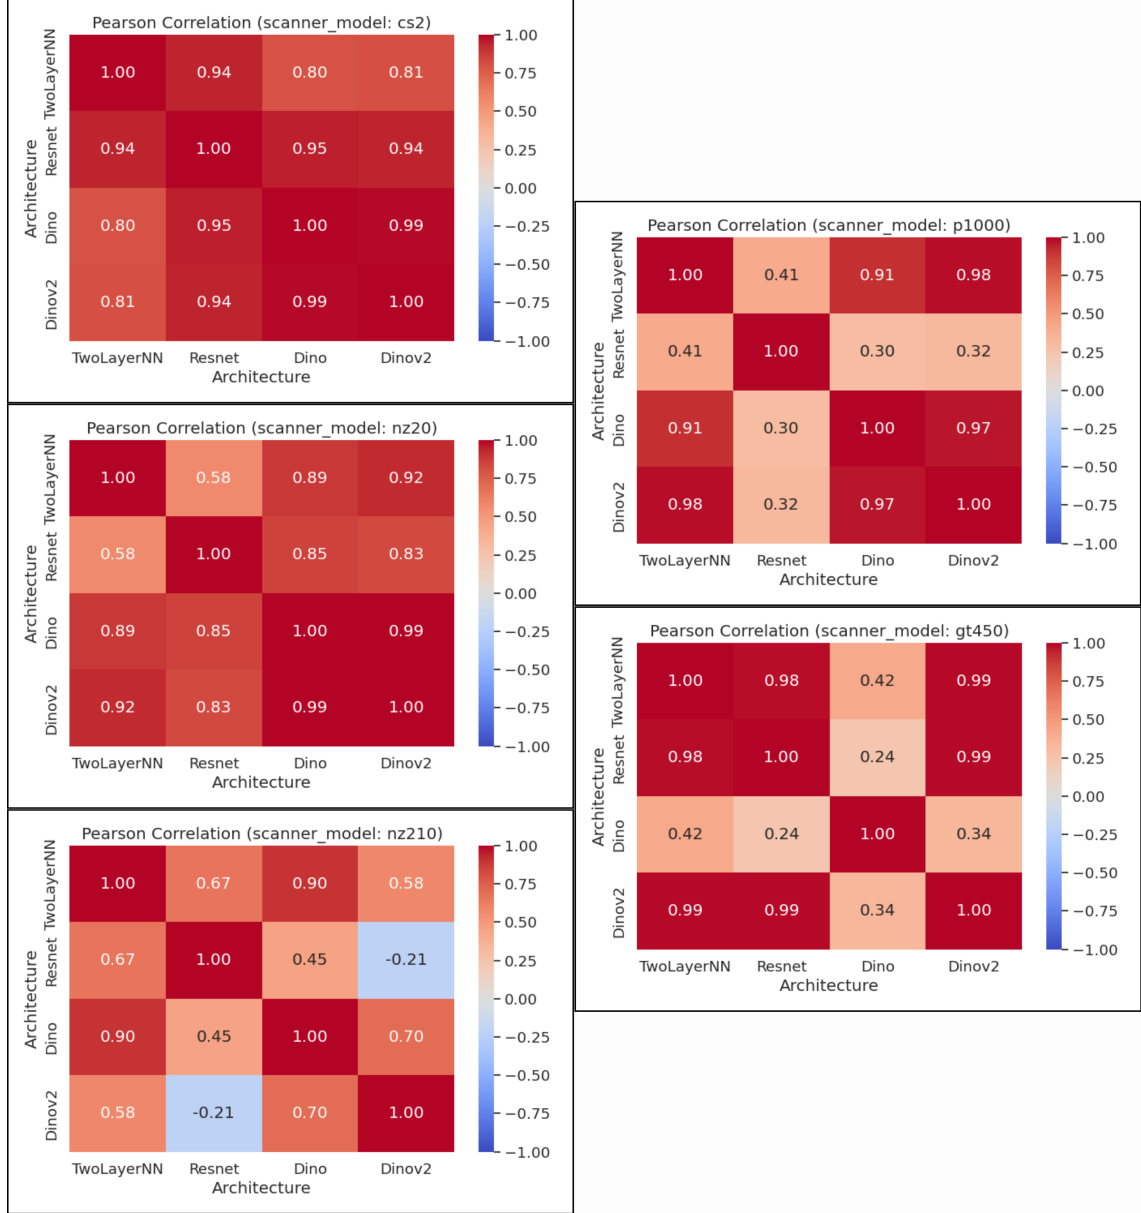 Pearson Correlation (scanner_model: cs2)
TwoLayerNN 1.00 0.94 0.80 0.81
Resnet 0.94 1.00 0.95 0.94
Dino 0.80 0.95 1.00 0.99
Dinov2 0.81 0.94 0.99 1.00
Architecture
TwoLayerNN Resnet Dino Dinov2
Architecture
1.00
0.75
0.50
0.25
0.00
−0.25
−0.50
−0.75
−1.00
Pearson Correlation (scanner_model: nz20)
TwoLayerNN 1.00 0.58 0.89 0.92
Resnet 0.58 1.00 0.85 0.83
Dino 0.89 0.85 1.00 0.99
Dinov2 0.92 0.83 0.99 1.00
Architecture
TwoLayerNN Resnet Dino Dinov2
Architecture
1.00
0.75
0.50
0.25
0.00
−0.25
−0.50
−0.75
−1.00
Pearson Correlation (scanner_model: nz210)
TwoLayerNN 1.00 0.67 0.90 0.58
Resnet 0.67 1.00 0.45 -0.21
Dino 0.90 0.45 1.00 0.70
Dinov2 0.58 -0.21 0.70 1.00
Architecture
TwoLayerNN Resnet Dino Dinov2
Architecture
1.00
0.75
0.50
0.25
0.00
−0.25
−0.50
−0.75
−1.00
Pearson Correlation (scanner_model: p1000)
TwoLayerNN 1.00 0.41 0.91 0.98
Resnet 0.41 1.00 0.30 0.32
Dino 0.91 0.30 1.00 0.97
Dinov2 0.98 0.32 0.97 1.00
Architecture
TwoLayerNN Resnet Dino Dinov2
Architecture
1.00
0.75
0.50
0.25
0.00
−0.25
−0.50
−0.75
−1.00
Pearson Correlation (scanner_model: gt450)
TwoLayerNN 1.00 0.98 0.42 0.99
Resnet 0.98 1.00 0.24 0.99
Dino 0.42 0.24 1.00 0.34
Dinov2 0.99 0.99 0.34 1.00
Architecture
TwoLayerNN Resnet Dino Dinov2
Architecture
1.00
0.75
0.50
0.25
0.00
−0.25
−0.50
−0.75
−1.00